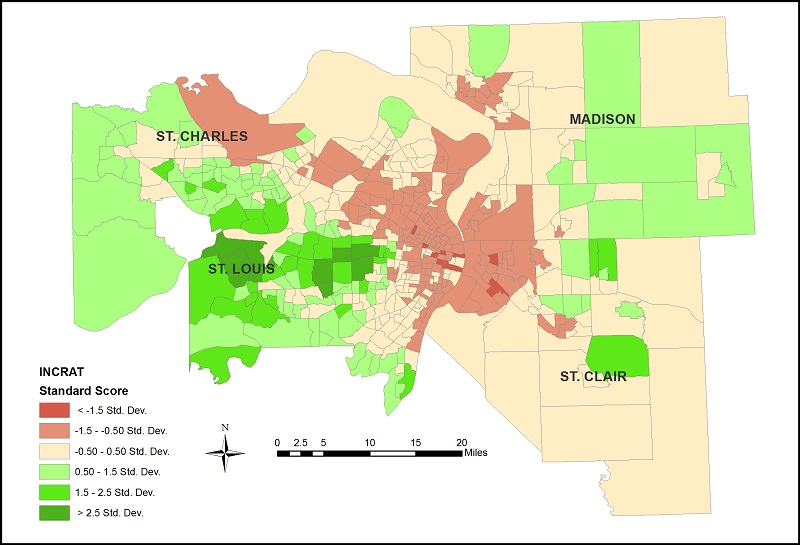 MADISON
ST. CHARLES
ST. LOUIS
ST. CLAIR
INCRAT
Standard Score
< -1.5 Std. Dev.
-1.5 - -0.50 Std. Dev.
-0.50 - 0.50 Std. Dev.
0.50 - 1.5 Std. Dev.
1.5 - 2.5 Std. Dev.
> 2.5 Std. Dev.
N
0 2.5 5 10 15 20
Miles